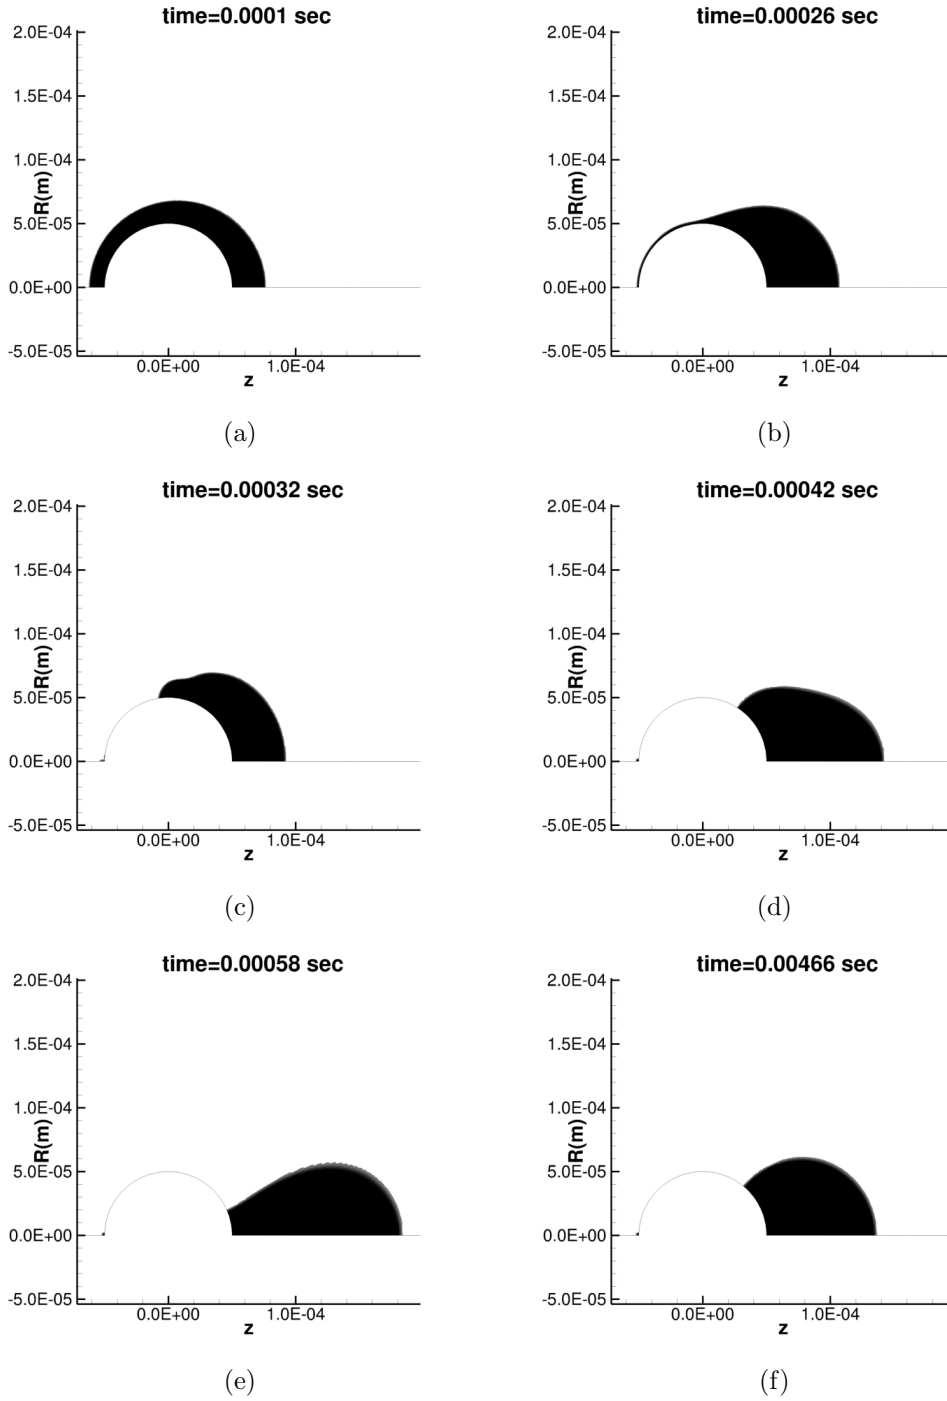 time=0.0001 sec
2.0E-04
1.5E-04
1.0E-04
R(m)
5.0E-05
0.0E+00
-5.0E-05
0.0E+00 1.0E-04
z
(a)
time=0.00026 sec
2.0E-04
1.5E-04
1.0E-04
R(m)
5.0E-05
0.0E+00
-5.0E-05
0.0E+00 1.0E-04
z
(b)
time=0.00032 sec
2.0E-04
1.5E-04
1.0E-04
R(m)
5.0E-05
0.0E+00
-5.0E-05
0.0E+00 1.0E-04
z
(c)
time=0.00042 sec
2.0E-04
1.5E-04
1.0E-04
R(m)
5.0E-05
0.0E+00
-5.0E-05
0.0E+00 1.0E-04
z
(d)
time=0.00058 sec
2.0E-04
1.5E-04
1.0E-04
R(m)
5.0E-05
0.0E+00
-5.0E-05
0.0E+00 1.0E-04
z
(e)
time=0.00466 sec
2.0E-04
1.5E-04
1.0E-04
R(m)
5.0E-05
0.0E+00
-5.0E-05
0.0E+00 1.0E-04
z
(f)